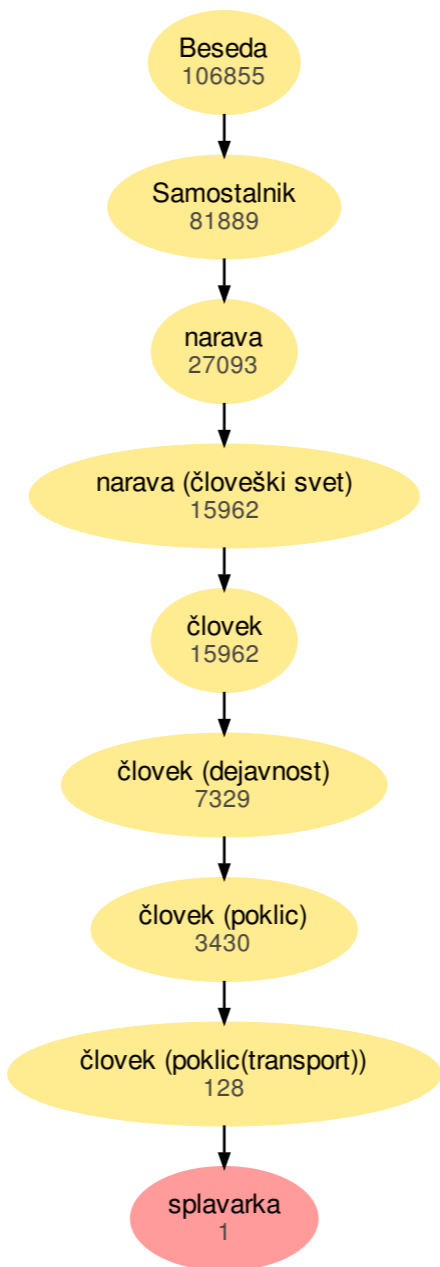 Beseda
106855
Samostalnik
81889
narava
27093
narava (človeški svet)
15962
človek
15962
človek (dejavnost)
7329
človek (poklic)
3430
človek (poklic(transport))
128
splavarka
1